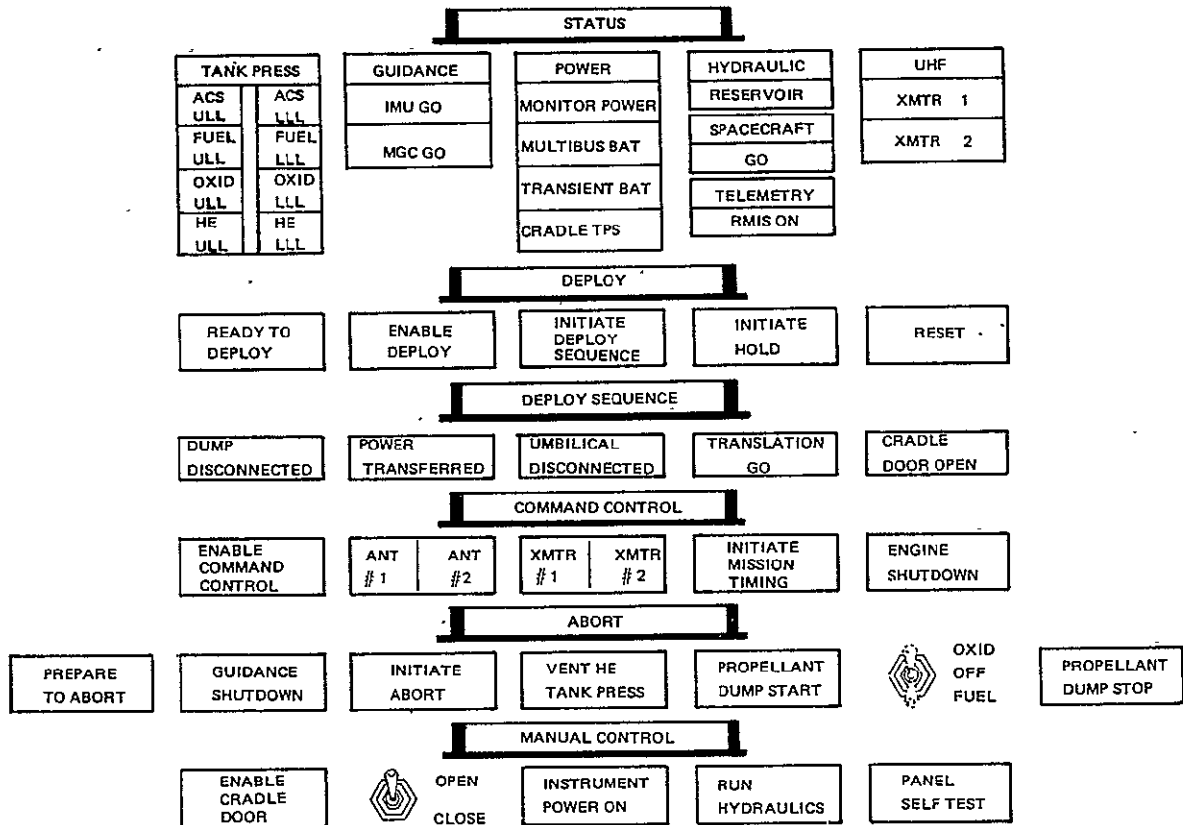 STATUS
TANK PRESS
ACS ULL
ACS LLL
FUEL ULL
FUEL LLL
OXID ULL
OXID LLL
HE ULL
HE LLL
GUIDANCE
IMU GO
MGC GO
POWER
MONITOR POWER
MULTIBUS BAT
TRANSIENT BAT
CRADLE TPS
HYDRAULIC
RESERVOIR
SPACECRAFT
GO
TELEMETRY
RMIS ON
UHF
XMTR 1
XMTR 2
DEPLOY
READY TO
DEPLOY
ENABLE
DEPLOY
INITIATE
DEPLOY
SEQUENCE
INITIATE
HOLD
RESET
DEPLOY SEQUENCE
DUMP
DISCONNECTED
POWER
TRANSFERRED
UMBILICAL
DISCONNECTED
TRANSLATION
GO
CRADLE
DOOR OPEN
COMMAND CONTROL
ENABLE
COMMAND
CONTROL
ANT
#1
ANT
#2
XMTR
#1
XMTR
#2
INITIATE
MISSION
TIMING
ENGINE
SHUTDOWN
ABORT
PREPARE
TO ABORT
GUIDANCE
SHUTDOWN
INITIATE
ABORT
VENT HE
TANK PRESS
PROPELLANT
DUMP START
OXID
OFF
FUEL
PROPELLANT
DUMP STOP
MANUAL CONTROL
ENABLE
CRADLE
DOOR
OPEN
CLOSE
INSTRUMENT
POWER ON
RUN
HYDRAULICS
PANEL
SELF TEST